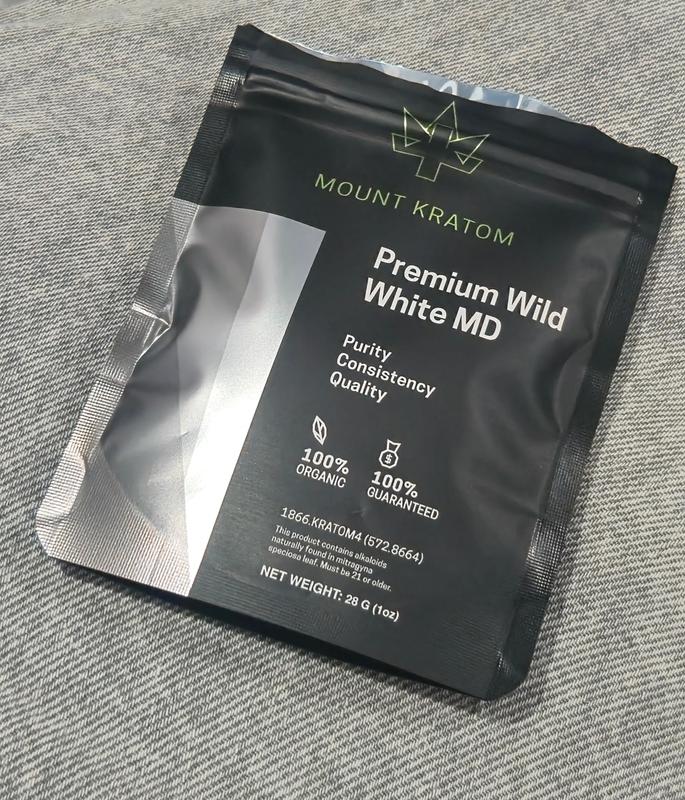 MOUNT KRATOM
Premium Wild
White MD
Purity
Consistency
Quality
100%
ORGANIC
$
100%
GUARANTEED
1866.KRATOM4 (572.8664)
This product contains alkaloids
naturally found in mitragyna
speciosa leaf. Must be 21 or older.
NET WEIGHT: 28 G (1oz)